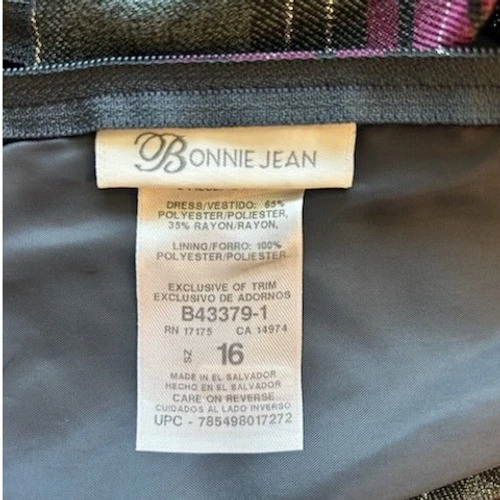 BONNIE JEAN
DRESS/VESTIDO: 65%
POLYESTER/POLIESTER,
35% RAYON/RAYON,
LINING/FORRO: 100%
POLYESTER/POLIESTER
EXCLUSIVE OF TRIM
EXCLUSIVO DE ADORNOS
B43379-1
RN 17175 CA 14974
SZ 16
MADE IN EL SALVADOR
HECHO EN EL SALVADOR
CARE ON REVERSE
CUIDADOS AL LADO INVERSO
UPC - 785498017272